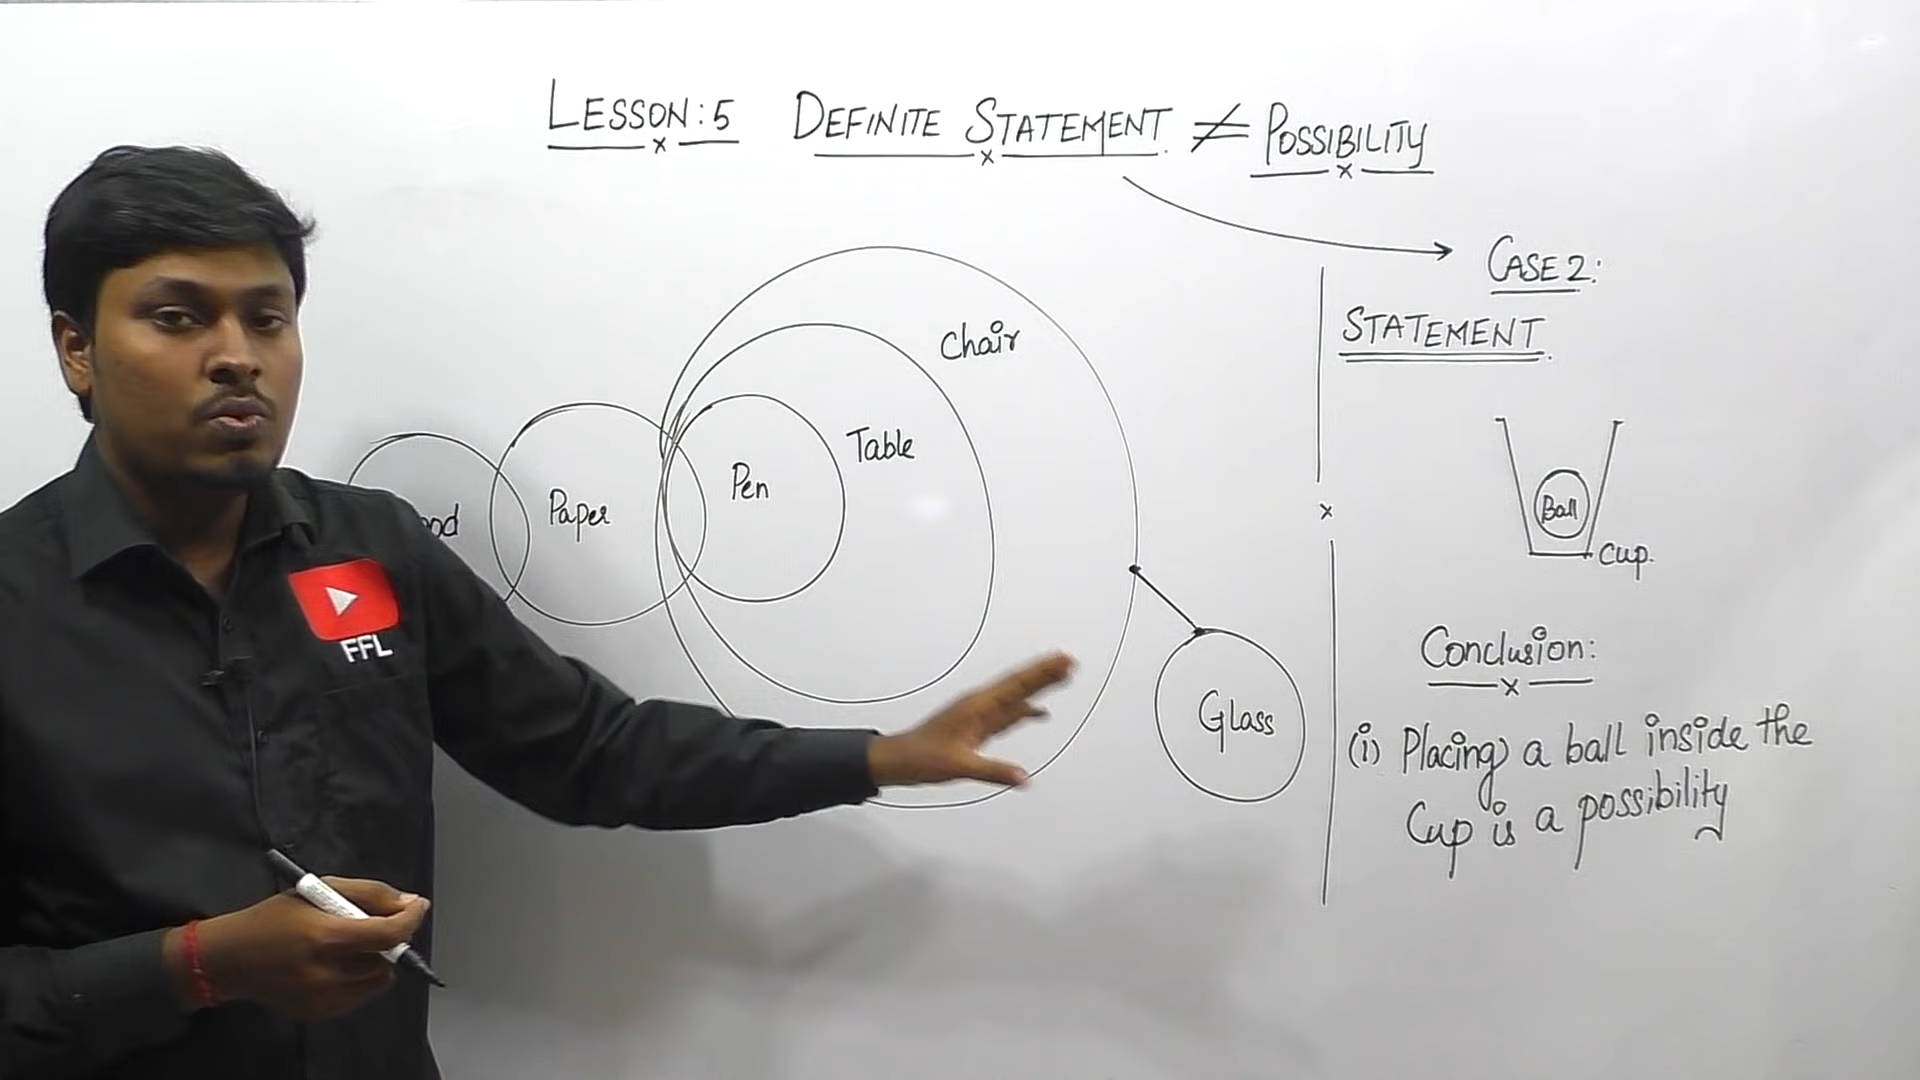 LESSON: 5 DEFINITE STATEMENT ≠ POSSIBILITY
CASE 2:
STATEMENT
Chair
Table
Pen
Paper
Ball
Cup.
FFL
Glass
Conclusion:
(i) Placing a ball inside the
Cup is a possibility